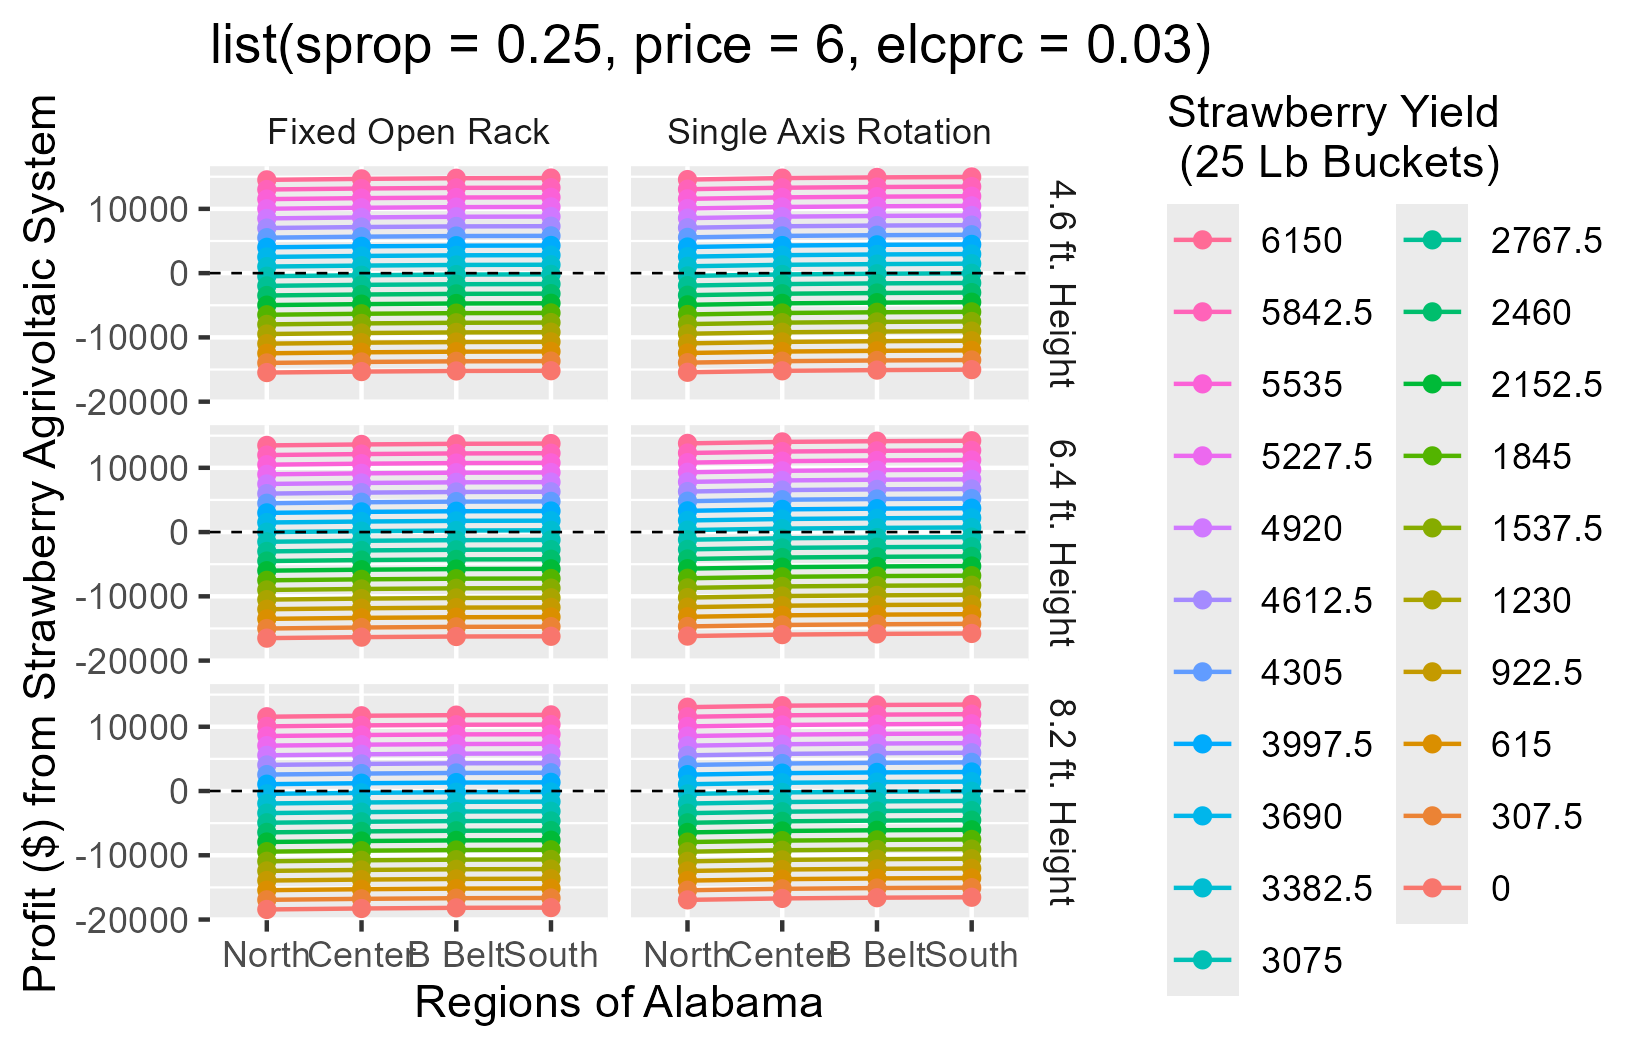 list(sprop = 0.25, price = 6, elcprc = 0.03)
Profit ($) from Strawberry Agrivoltaic System
Fixed Open Rack
Single Axis Rotation
10000
0
-10000
-20000
4.6 ft. Height
10000
0
-10000
-20000
6.4 ft. Height
10000
0
-10000
-20000
8.2 ft. Height
North Center B Belt South
North Center B Belt South
Regions of Alabama
Strawberry Yield
(25 Lb Buckets)
6150
5842.5
5535
5227.5
4920
4612.5
4305
3997.5
3690
3382.5
3075
2767.5
2460
2152.5
1845
1537.5
1230
922.5
615
307.5
0